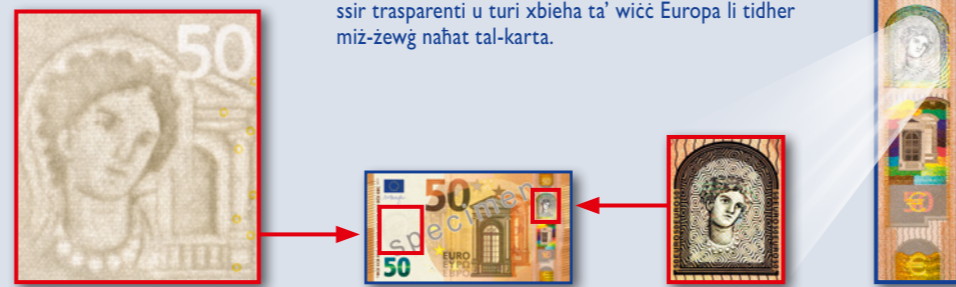 ssir trasparenti u turi xbieha ta’ wiċċ Europa li tidher
miż-żewġ naħat tal-karta.
50
50
specimen
EURO
ΕΥΡΩ
50
50